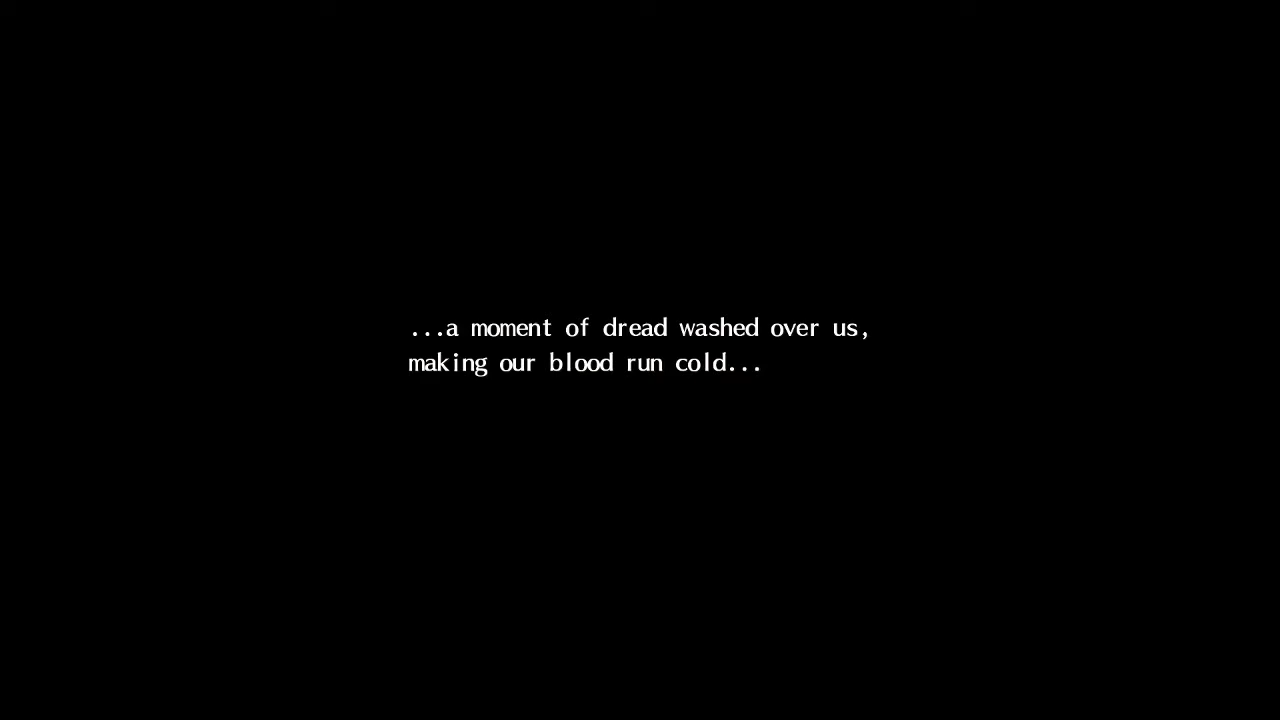 ...a moment of dread washed over us,
making our blood run cold...